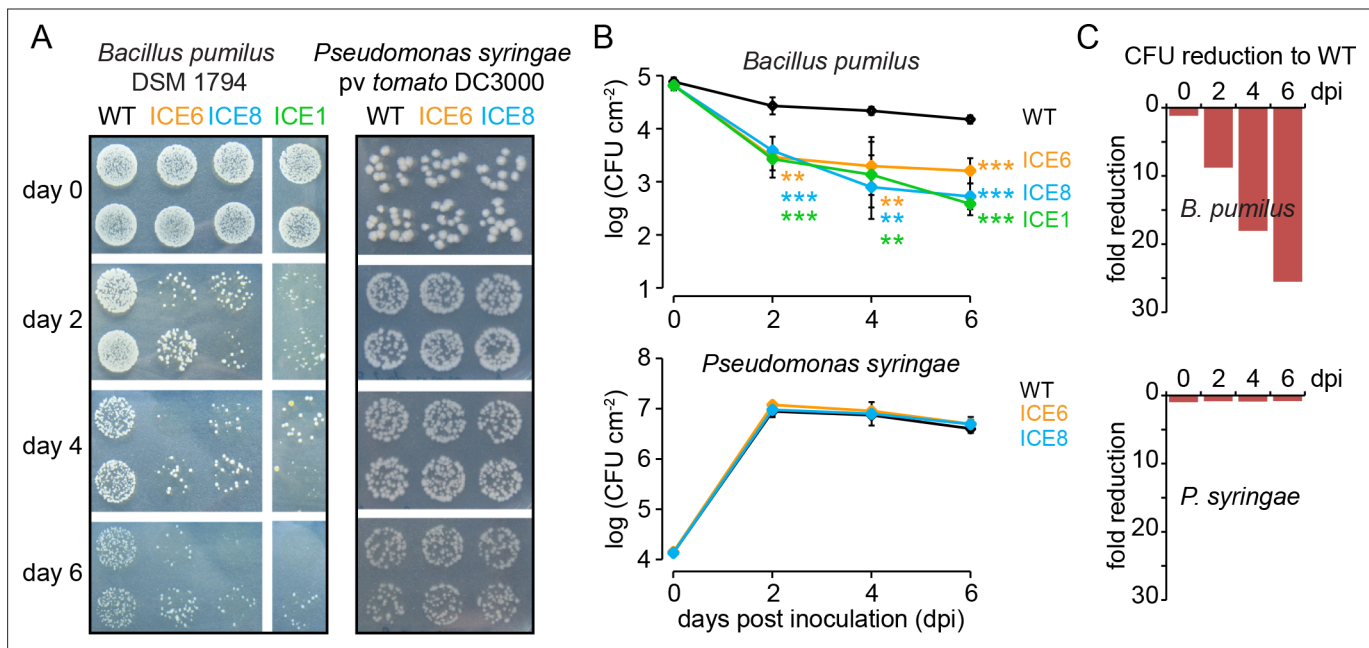 A
Bacillus pumilus
DSM 1794
WT ICE6 ICE8 ICE1
Pseudomonas syringae
pv tomato DC3000
WT ICE6 ICE8
day 0
day 2
day 4
day 6
B
Bacillus pumilus
log (CFU cm⁻²)
5
4
3
2
1
0 2 4 6
WT
*** ICE6
*** ICE8
*** ICE1
**
***
***
**
**
**
Pseudomonas syringae
log (CFU cm⁻²)
8
7
6
5
4
0 2 4 6
WT
ICE6
ICE8
days post inoculation (dpi)
C
CFU reduction to WT
0 2 4 6 dpi
fold reduction
0
10
20
30
B. pumilus
0 2 4 6 dpi
fold reduction
0
10
20
30
P. syringae